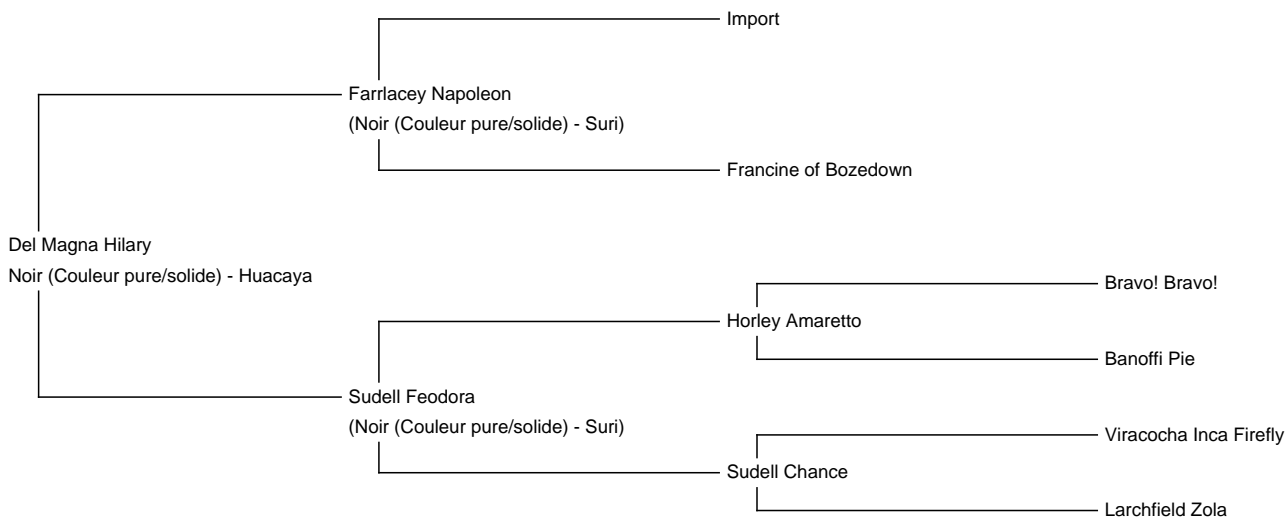 Import
Farrlacey Napoleon
(Noir (Couleur pure/solide) - Suri)
Francine of Bozedown
Del Magna Hilary
Noir (Couleur pure/solide) - Huacaya
Bravo! Bravo!
Horley Amaretto
Banoffi Pie
Sudell Feodora
(Noir (Couleur pure/solide) - Suri)
Viracocha Inca Firefly
Sudell Chance
Larchfield Zola